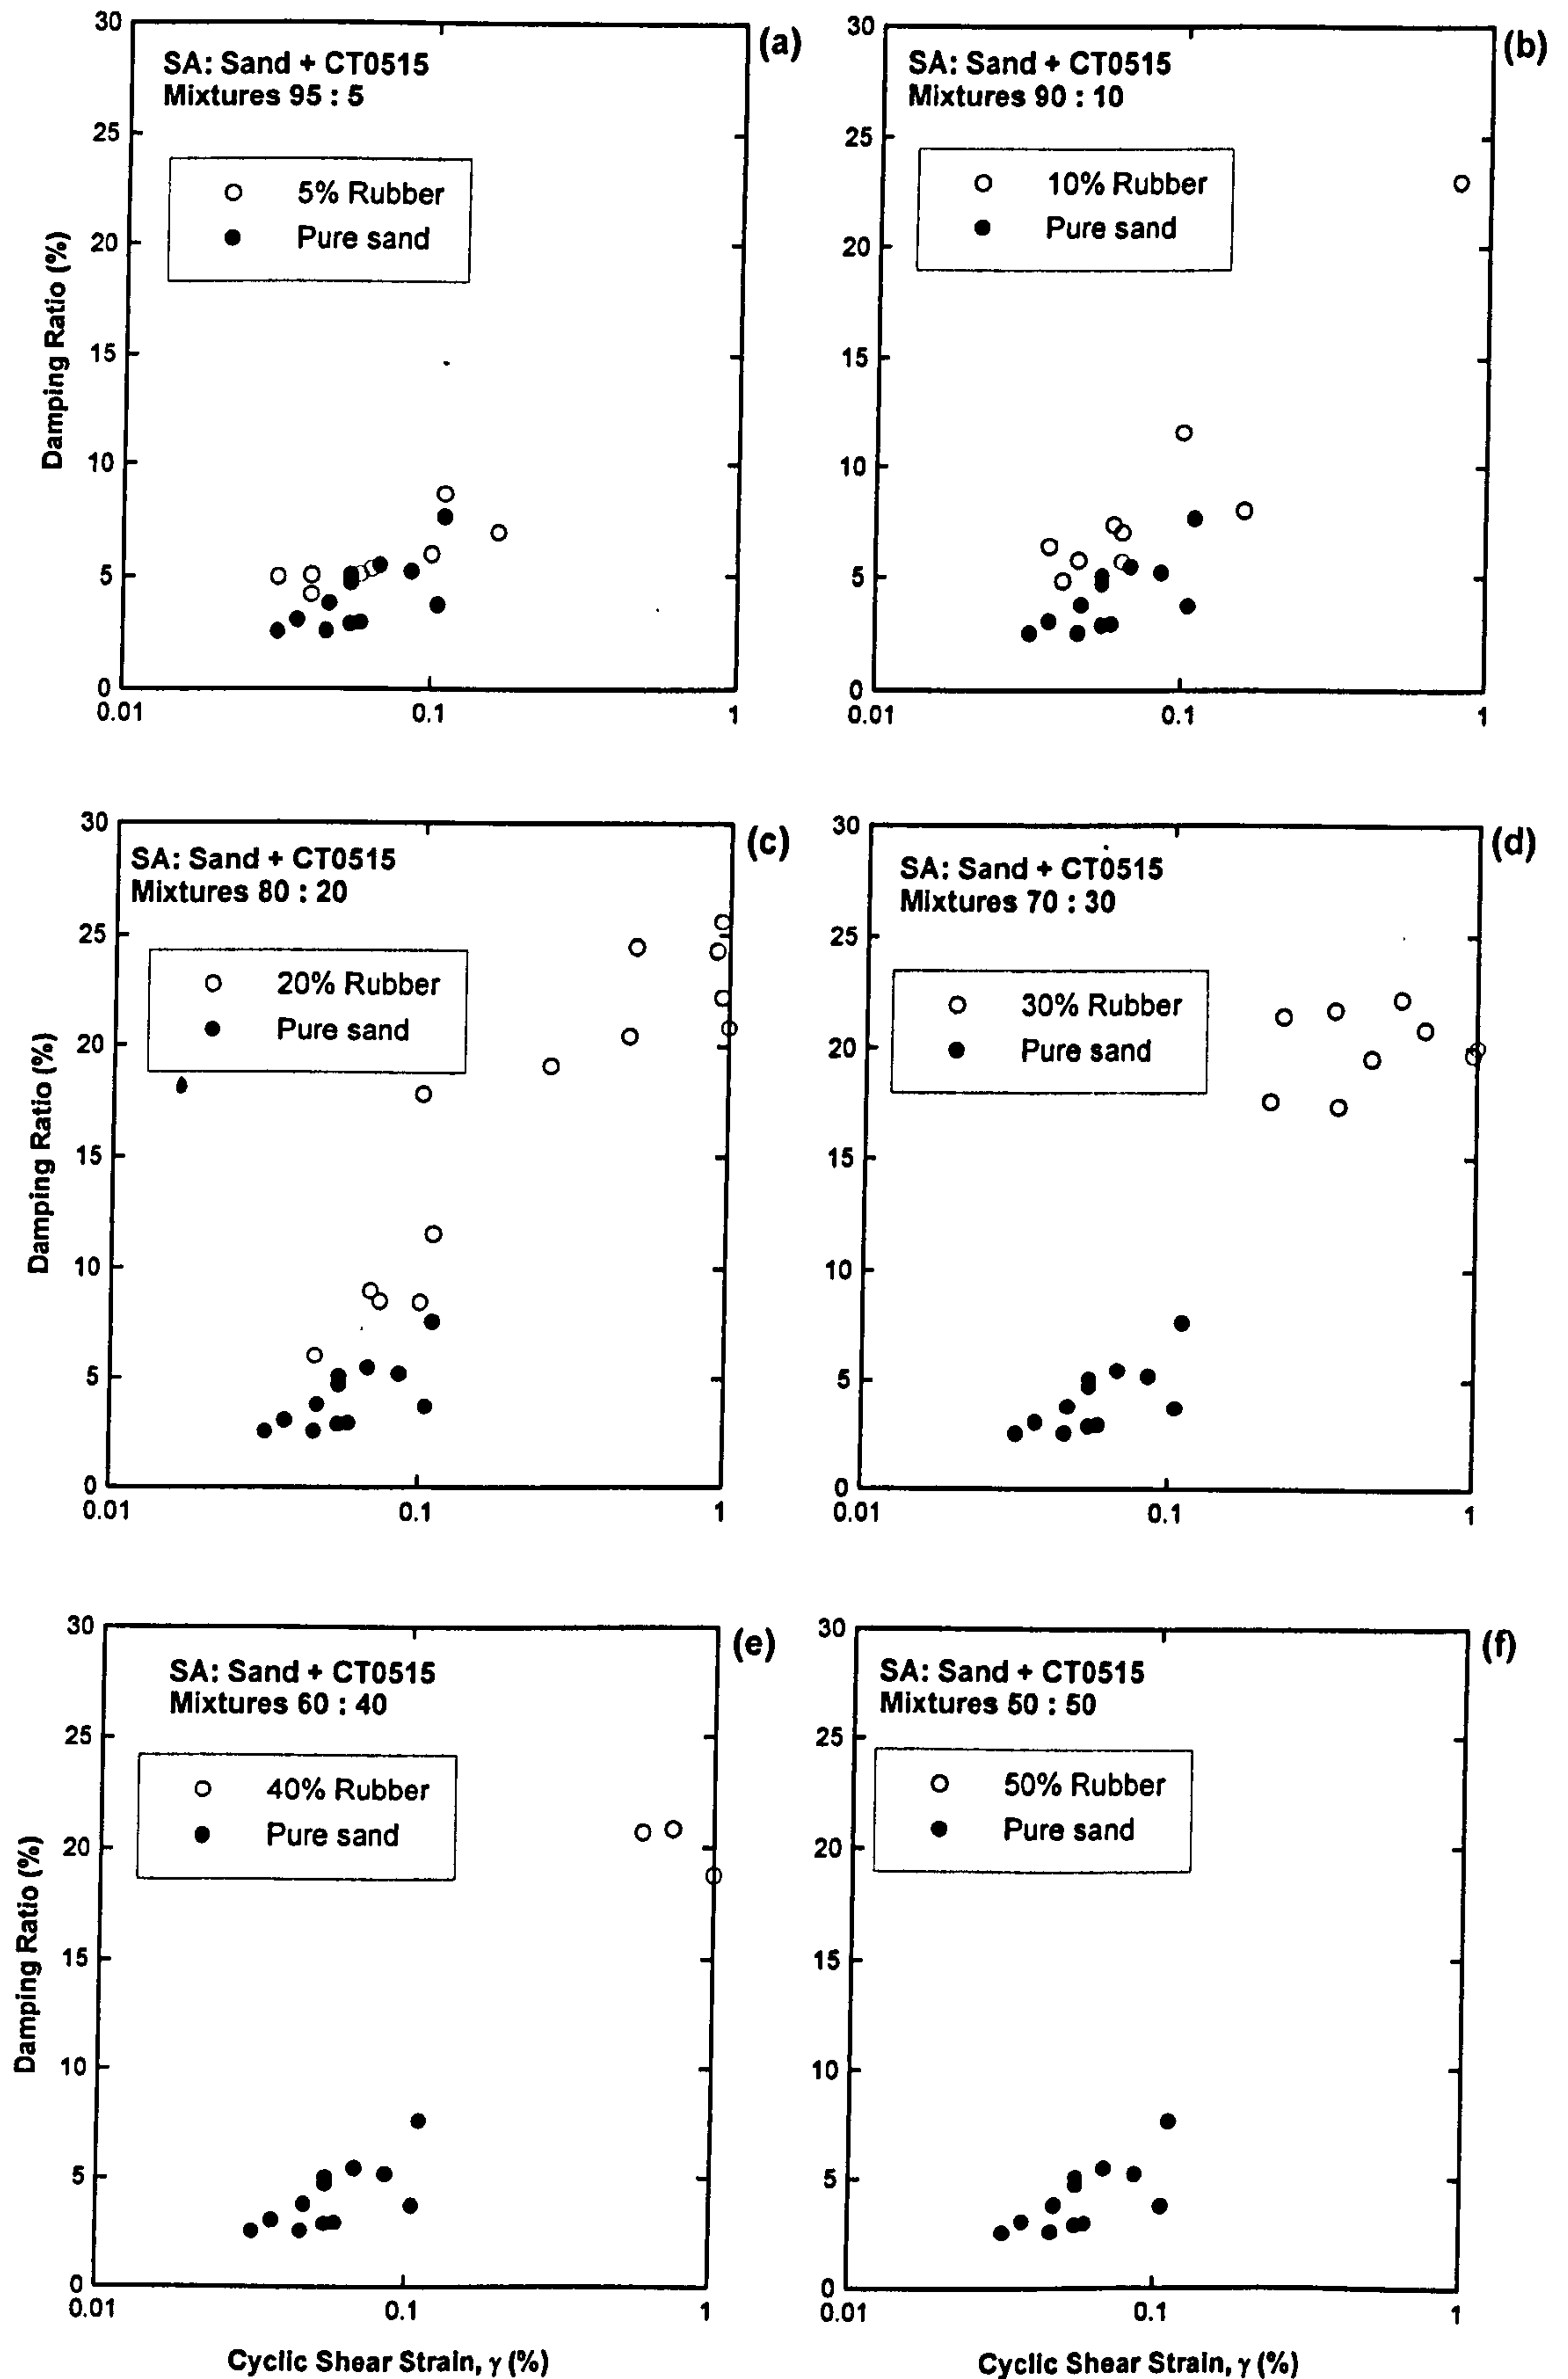 (a)
SA: Sand + CT0515
Mixtures 95 : 5
5% Rubber
Pure sand
30
25
20
15
10
5
0
0.01
0.1
1
Damping Ratio (%)
(b)
SA: Sand + CT0515
Mixtures 90 : 10
10% Rubber
Pure sand
30
25
20
15
10
5
0
0.01
0.1
1
(c)
SA: Sand + CT0515
Mixtures 80 : 20
20% Rubber
Pure sand
30
25
20
15
10
5
0
0.01
0.1
1
Damping Ratio (%)
(d)
SA: Sand + CT0515
Mixtures 70 : 30
30% Rubber
Pure sand
30
25
20
15
10
5
0
0.01
0.1
1
(e)
SA: Sand + CT0515
Mixtures 60 : 40
40% Rubber
Pure sand
30
25
20
15
10
5
0
0.01
0.1
1
Damping Ratio (%)
Cyclic Shear Strain, γ (%)
(f)
SA: Sand + CT0515
Mixtures 50 : 50
50% Rubber
Pure sand
30
25
20
15
10
5
0
0.01
0.1
1
Cyclic Shear Strain, γ (%)